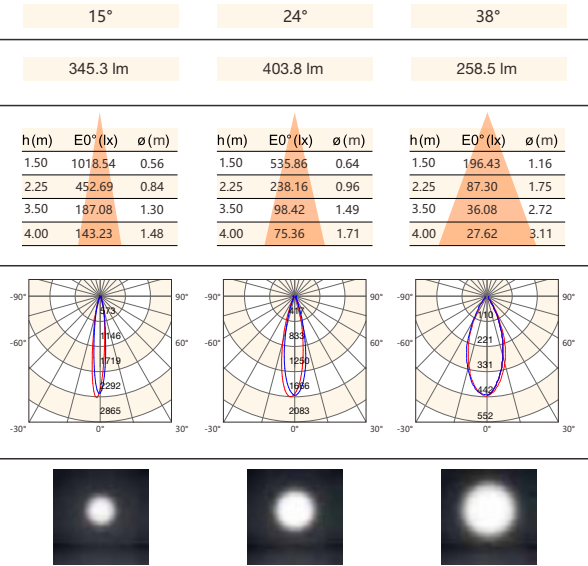 15° 24° 38°
345.3 lm 403.8 lm 258.5 lm
h(m) E0°(lx) ø(m) h(m) E0°(lx) ø(m) h(m) E0°(lx) ø(m)
1.50 1018.54 0.56 1.50 535.86 0.64 1.50 196.43 1.16
2.25 452.69 0.84 2.25 238.16 0.96 2.25 87.30 1.75
3.50 187.08 1.30 3.50 98.42 1.49 3.50 36.08 2.72
4.00 143.23 1.48 4.00 75.36 1.71 4.00 27.62 3.11
-90° 90° -90° 90° -90° 90°
573 417 110
1146 833 221
-60° 60° -60° 60° -60° 60°
1719 1250 331
2292 1666 442
2865 2083 552
-30° 0° 30° -30° 0° 30° -30° 0° 30°